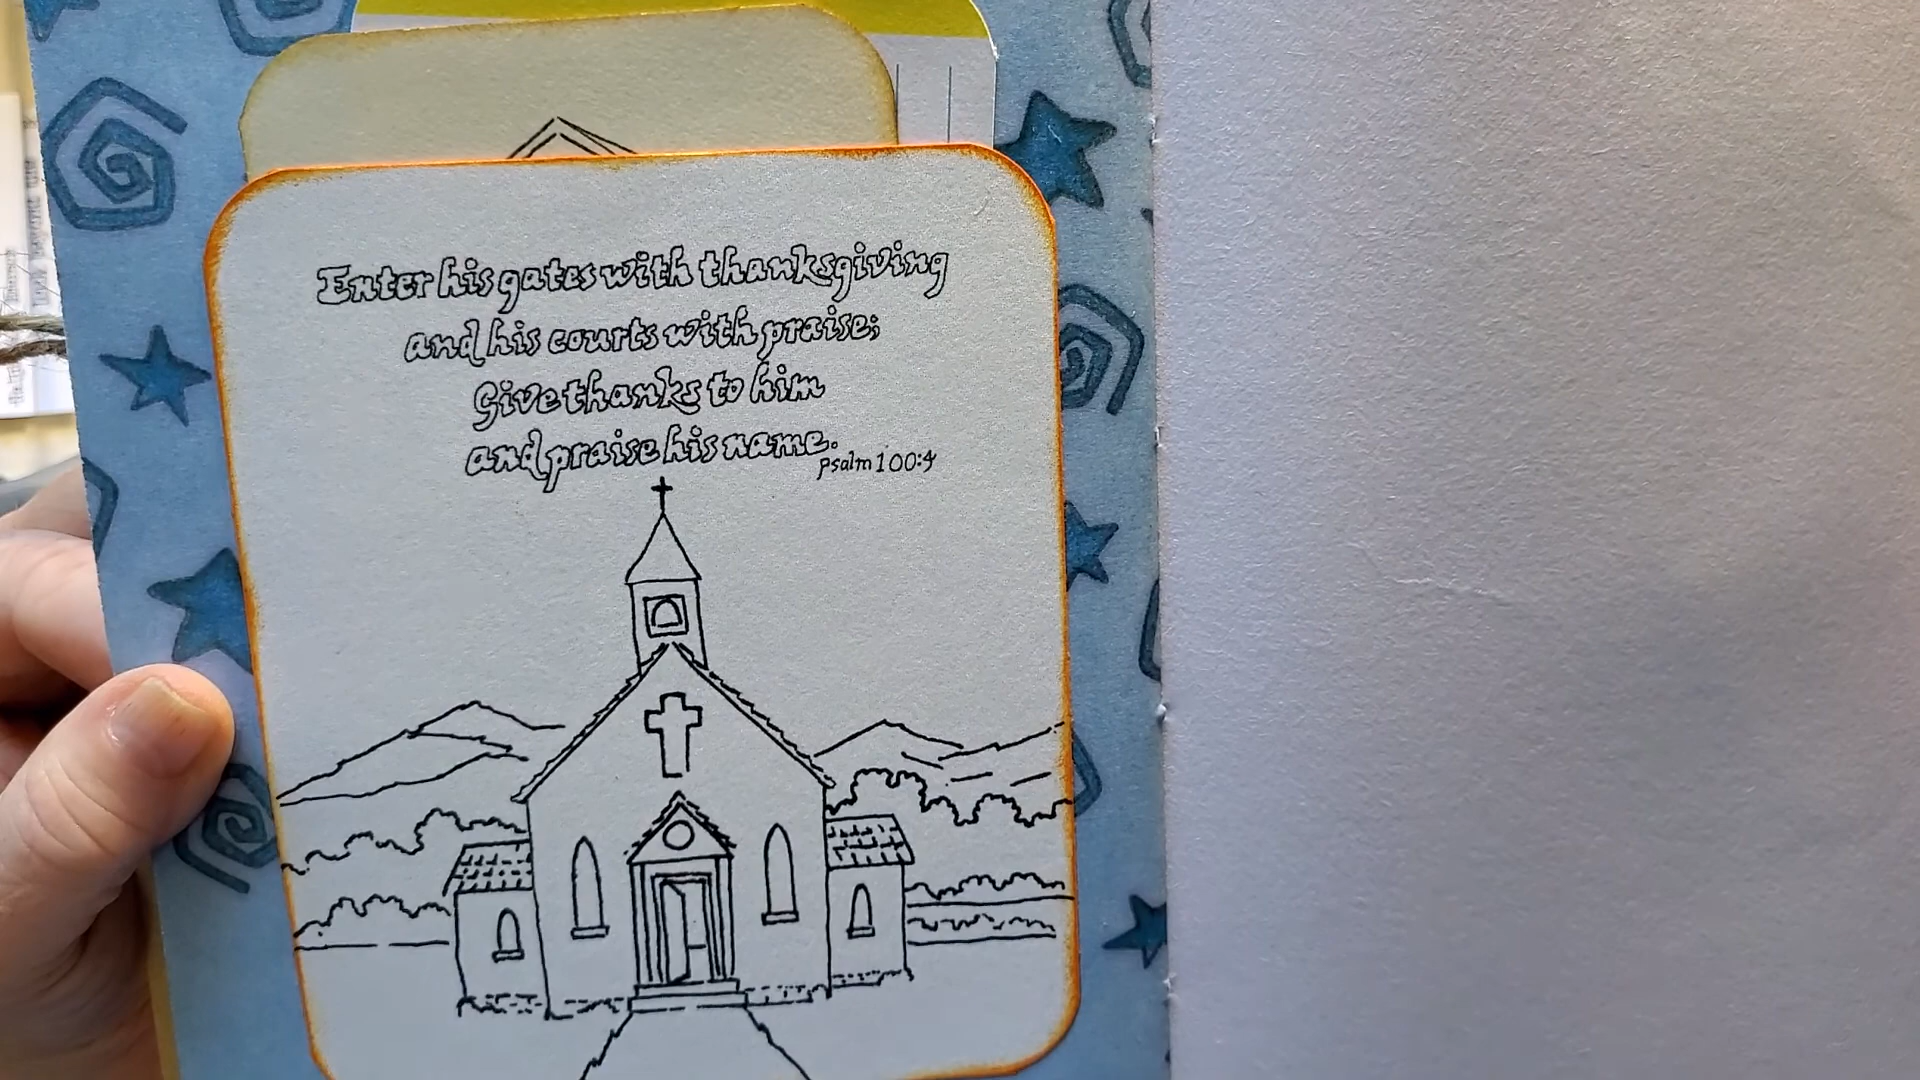 Enter his gates with thanksgiving
and his courts with praise;
Give thanks to him
and praise his name.
psalm 100:4